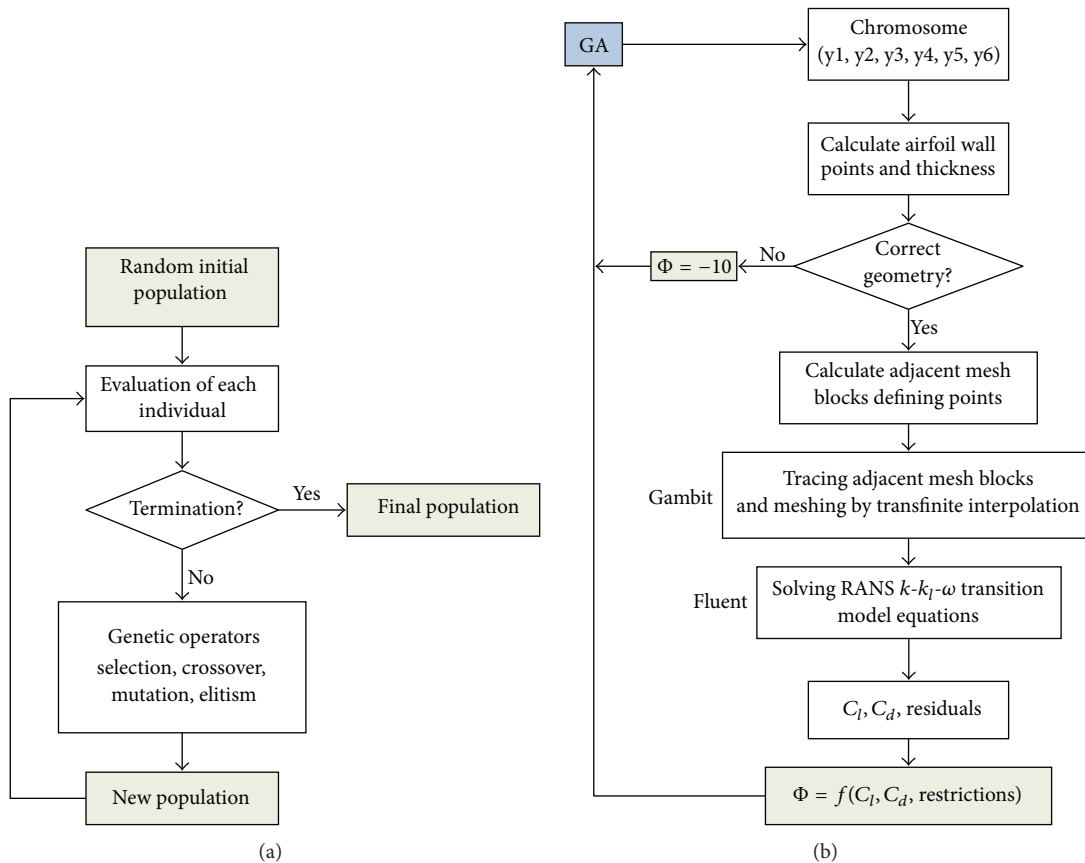 Random initial
population
Evaluation of each
individual
Termination?
Yes
Final population
No
Genetic operators
selection, crossover,
mutation, elitism
New population
(a)
GA
Chromosome
(y1, y2, y3, y4, y5, y6)
Calculate airfoil wall
points and thickness
Correct
geometry?
No
Φ = −10
Yes
Calculate adjacent mesh
blocks defining points
Gambit
Tracing adjacent mesh blocks
and meshing by transfinite interpolation
Fluent
Solving RANS k-k_l-ω transition
model equations
C_l, C_d, residuals
Φ = f(C_l, C_d, restrictions)
(b)